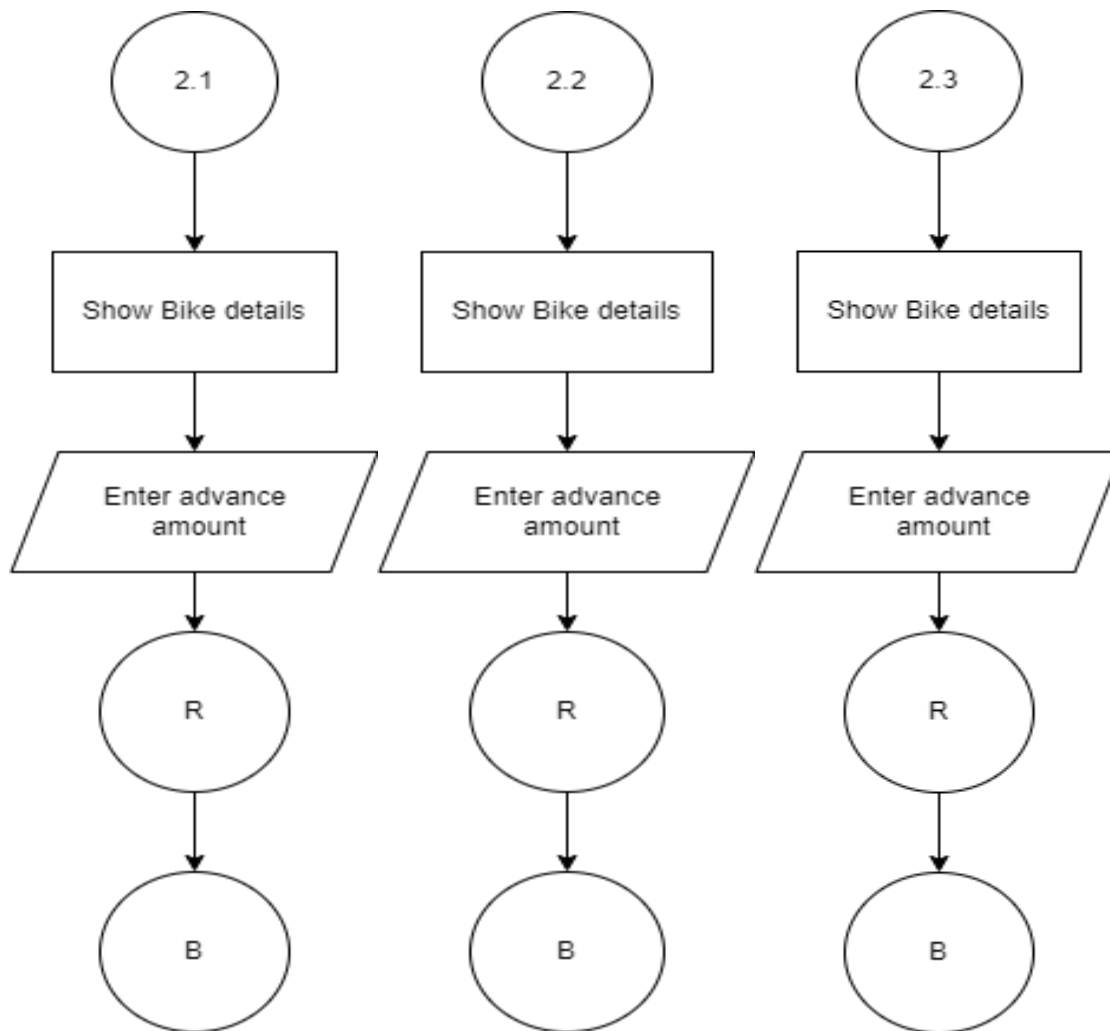 2.1
2.2
2.3
Show Bike details
Show Bike details
Show Bike details
Enter advance
amount
Enter advance
amount
Enter advance
amount
R
R
R
B
B
B